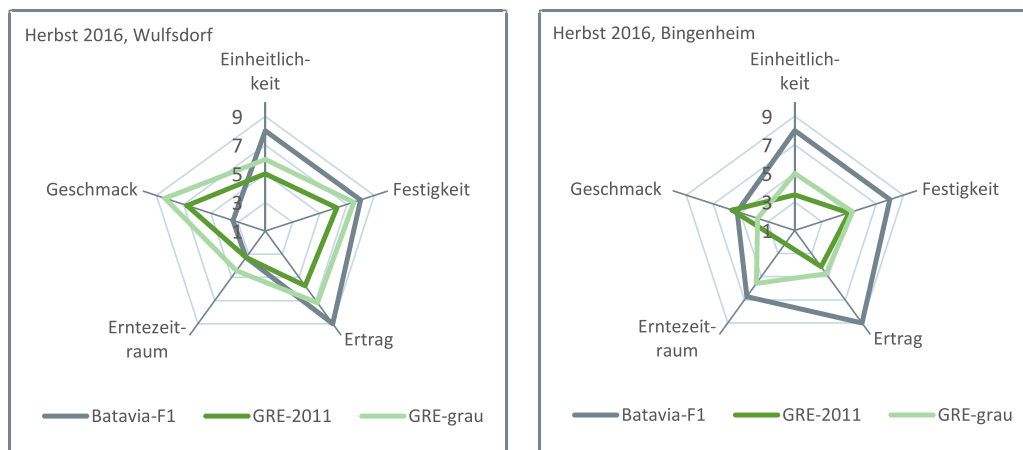 Herbst 2016, Wulfsdorf
Einheitlich-
keit
9
7
5
3
1
Geschmack
Festigkeit
Erntezeit-
raum
Ertrag
Batavia-F1
GRE-2011
GRE-grau
Herbst 2016, Bingenheim
Einheitlich-
keit
9
7
5
3
1
Geschmack
Festigkeit
Erntezeit-
raum
Ertrag
Batavia-F1
GRE-2011
GRE-grau